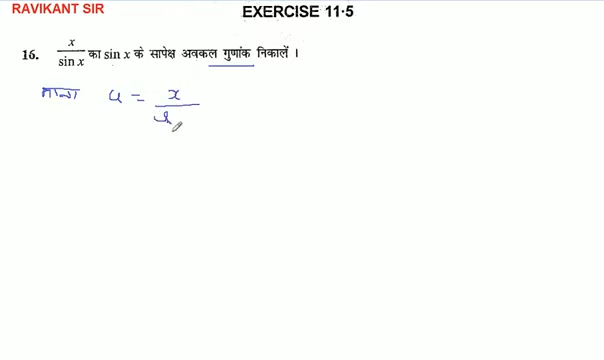 RAVIKANT SIR
EXERCISE 11·5
16. x/sin x का sin x के सापेक्ष अवकल गुणांक निकालें ।
माना u = x/s